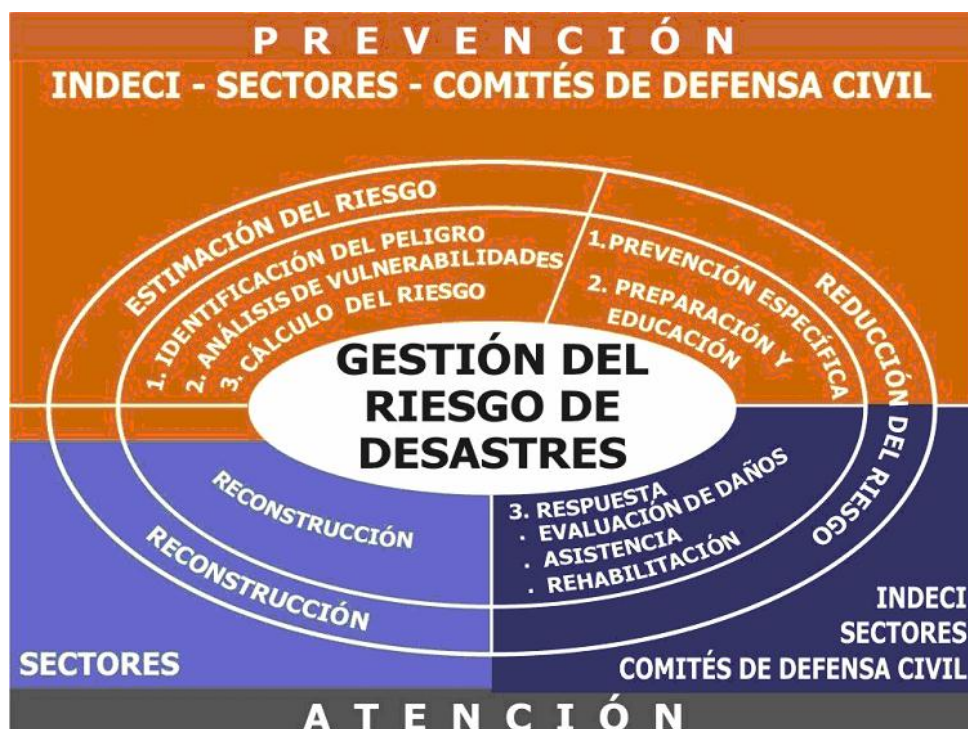 PREVENCIÓN
INDECI - SECTORES - COMITÉS DE DEFENSA CIVIL
ESTIMACIÓN DEL RIESGO
1. IDENTIFICACIÓN DEL PELIGRO
2. ANÁLISIS DE VULNERABILIDADES
3. CÀLCULO DEL RIESGO
1. PREVENCIÓN ESPECÍFICA
2. PREPARACIÓN Y
EDUCACIÓN
REDUCCIÓN DEL RIESGO
GESTIÓN DEL
RIESGO DE
DESASTRES
RECONSTRUCCIÓN
RECONSTRUCCIÓN
3. RESPUESTA
. EVALUACIÓN DE DAÑOS
. ASISTENCIA
. REHABILITACIÓN
SECTORES
INDECI
SECTORES
COMITÉS DE DEFENSA CIVIL
ATENCIÓN